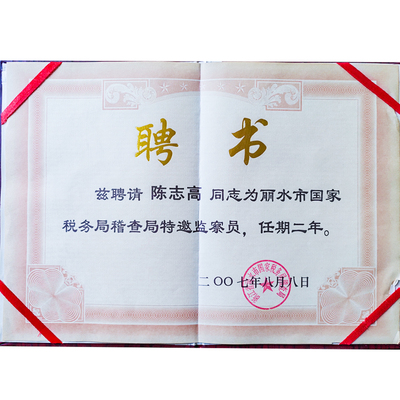 聘书
兹聘请 陈志高 同志为丽水市国家
税务局稽查局特邀监察员，任期二年。
二〇〇七年八月八日